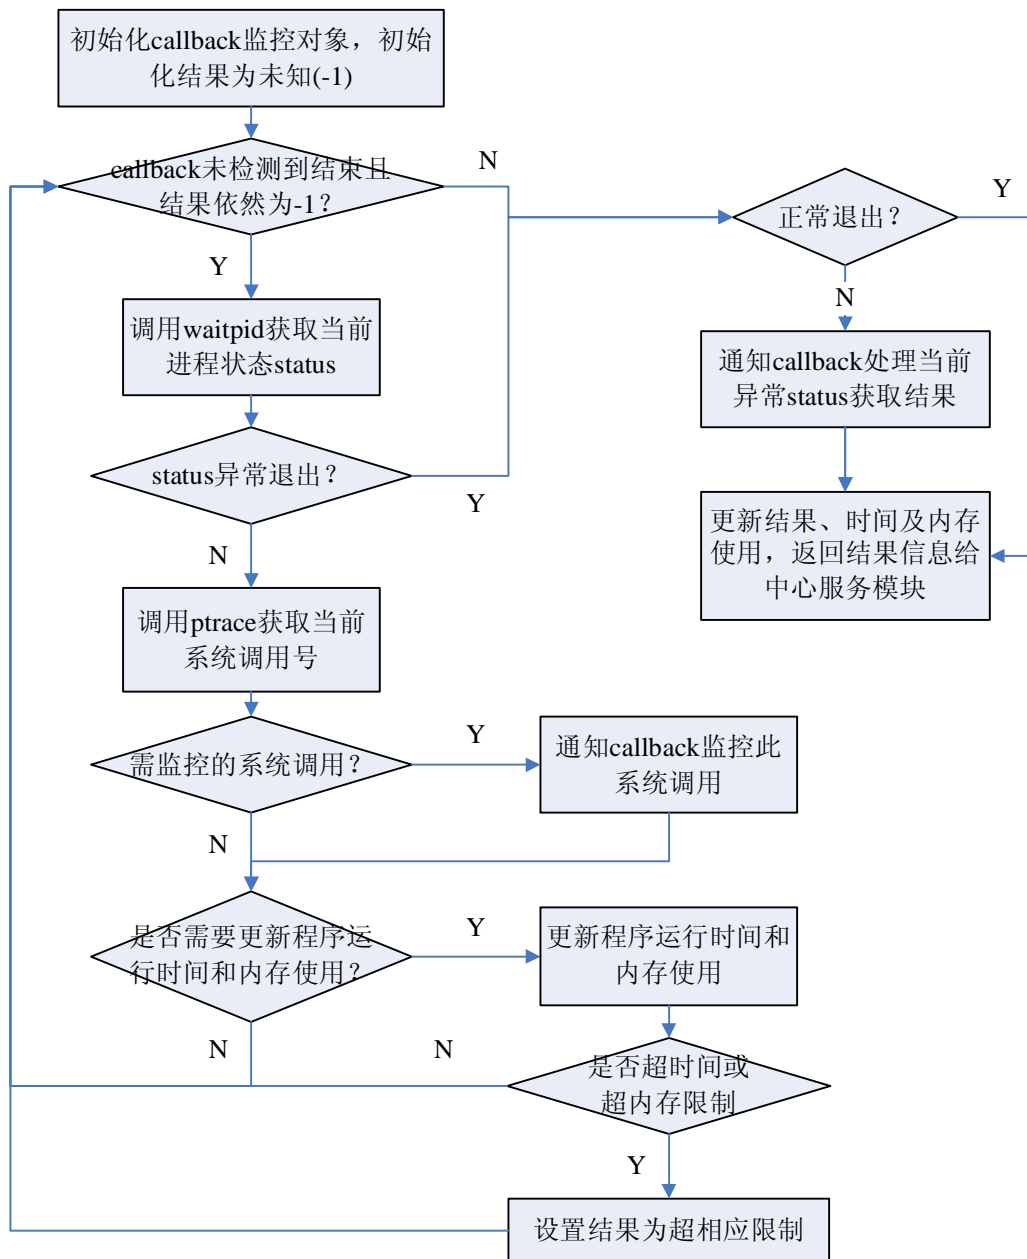 初始化callback监控对象，初始
化结果为未知(-1)
callback未检测到结束且
结果依然为-1？
N
Y
正常退出？
Y
N
调用waitpid获取当前
进程状态status
通知callback处理当前
异常status获取结果
status异常退出？
Y
N
更新结果、时间及内存
使用，返回结果信息给
中心服务模块
调用ptrace获取当前
系统调用号
需监控的系统调用？
Y
N
通知callback监控此
系统调用
是否需要更新程序运
行时间和内存使用？
Y
N
更新程序运行时间和
内存使用
是否超时间或
超内存限制
N
Y
设置结果为超相应限制